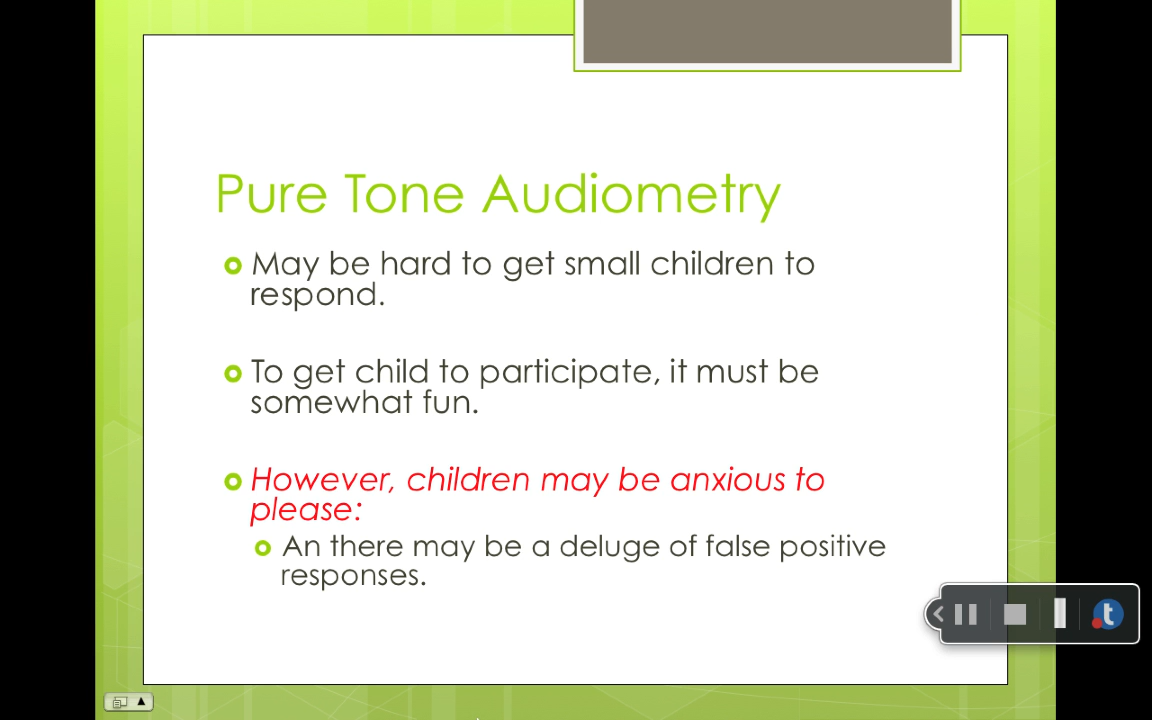 Pure Tone Audiometry
May be hard to get small children to
respond.
To get child to participate, it must be
somewhat fun.
However, children may be anxious to
please:
An there may be a deluge of false positive
responses.
t